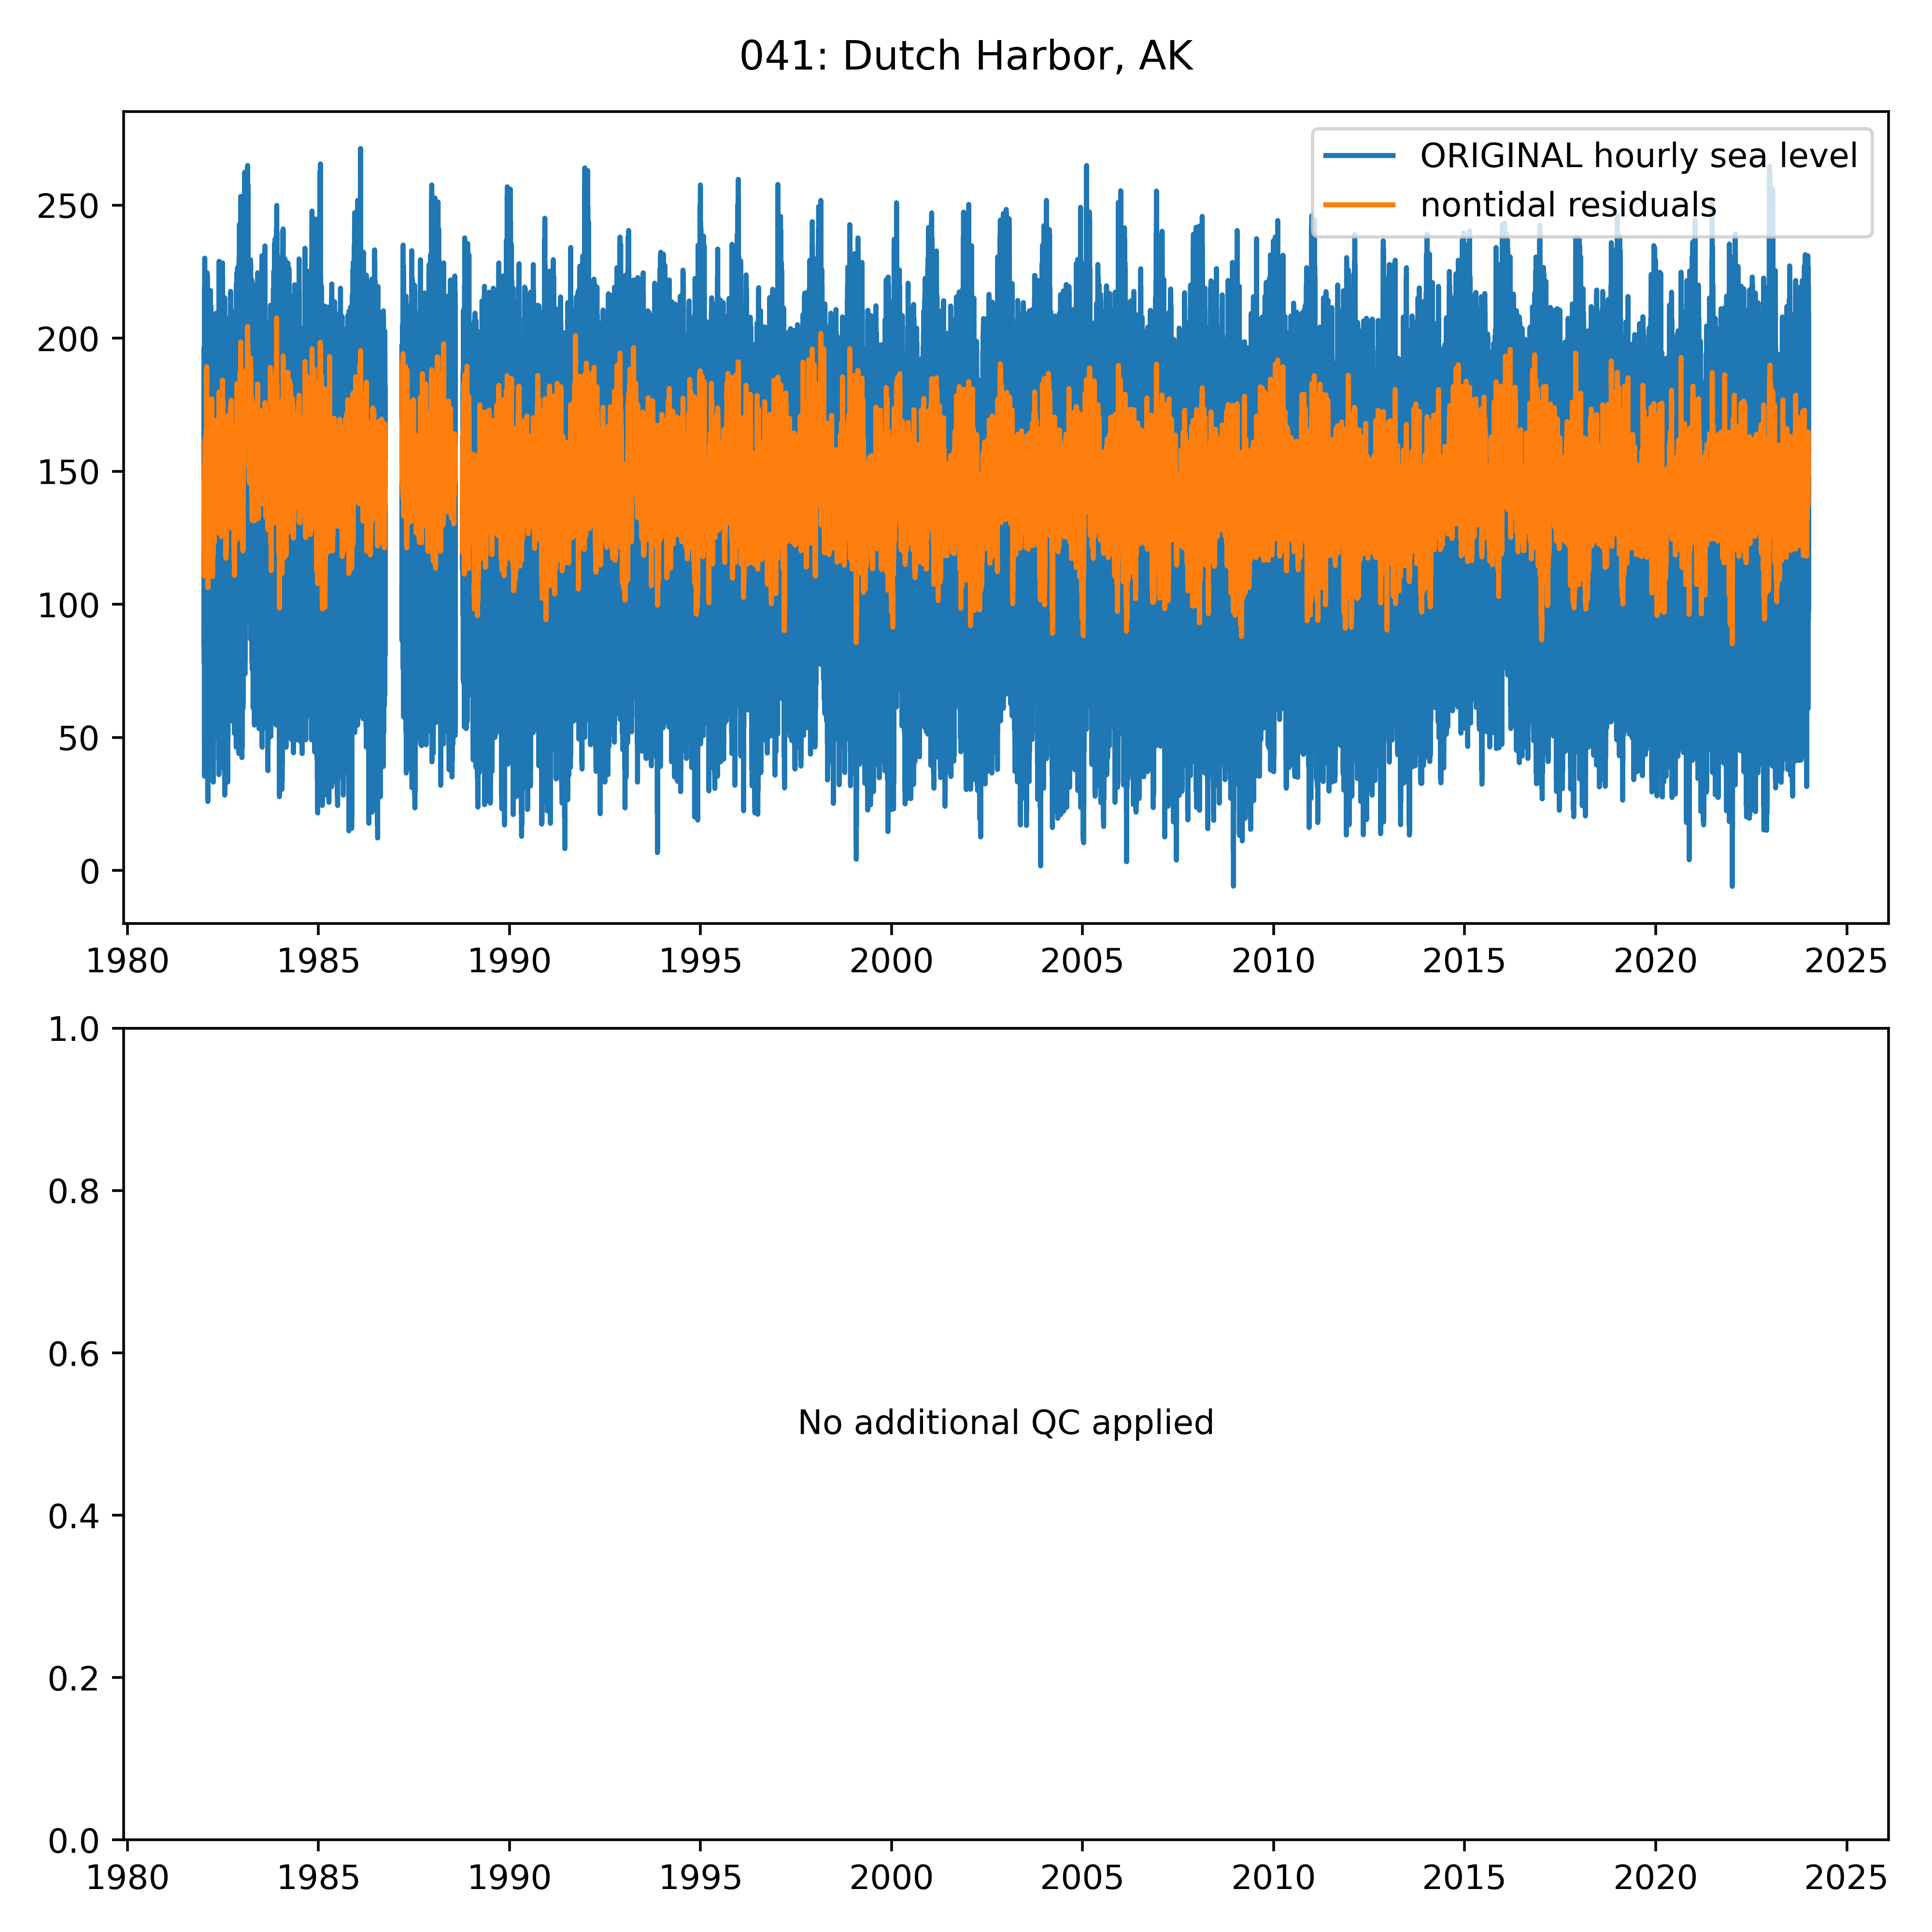 041: Dutch Harbor, AK
ORIGINAL hourly sea level
nontidal residuals
250
200
150
100
50
0
1980 1985 1990 1995 2000 2005 2010 2015 2020 2025
1.0
0.8
0.6
No additional QC applied
0.4
0.2
0.0
1980 1985 1990 1995 2000 2005 2010 2015 2020 2025